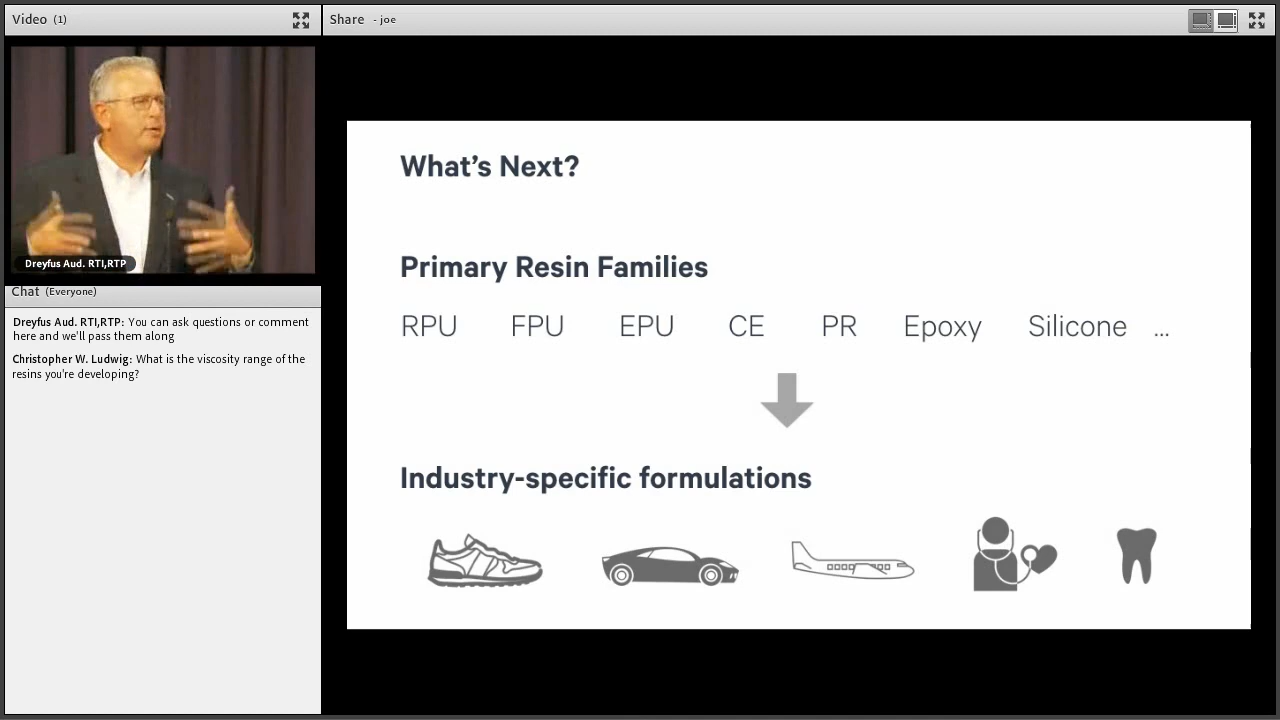 Video (1)
Share - joe
Dreyfus Aud. RTI,RTP
Chat (Everyone)
Dreyfus Aud. RTI,RTP: You can ask questions or comment
here and we'll pass them along
Christopher W. Ludwig: What is the viscosity range of the
resins you're developing?
What’s Next?
Primary Resin Families
RPU FPU EPU CE PR Epoxy Silicone ...
Industry-specific formulations